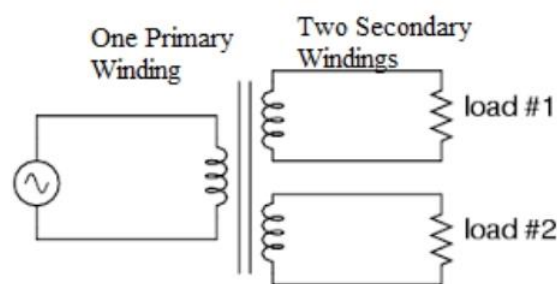 One Primary
Winding
Two Secondary
Windings
load #1
load #2